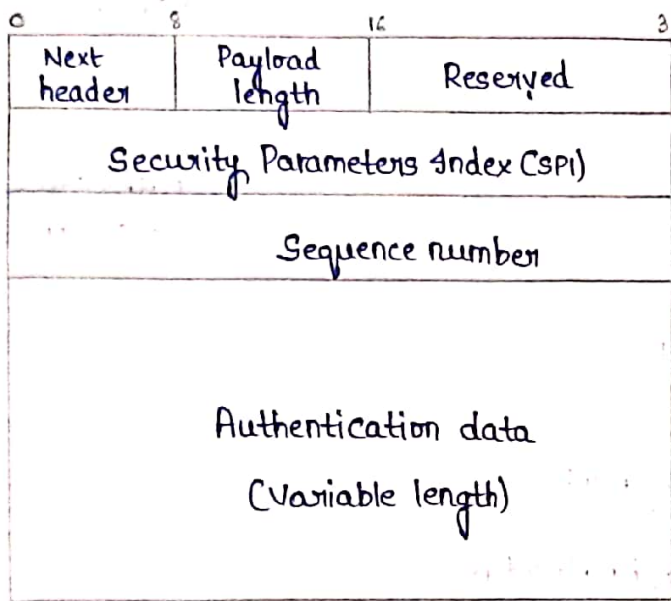 0 8 16 3
Next Payload Reserved
header length
Security Parameters Index (SPI)
Sequence number
Authentication data
(Variable length)